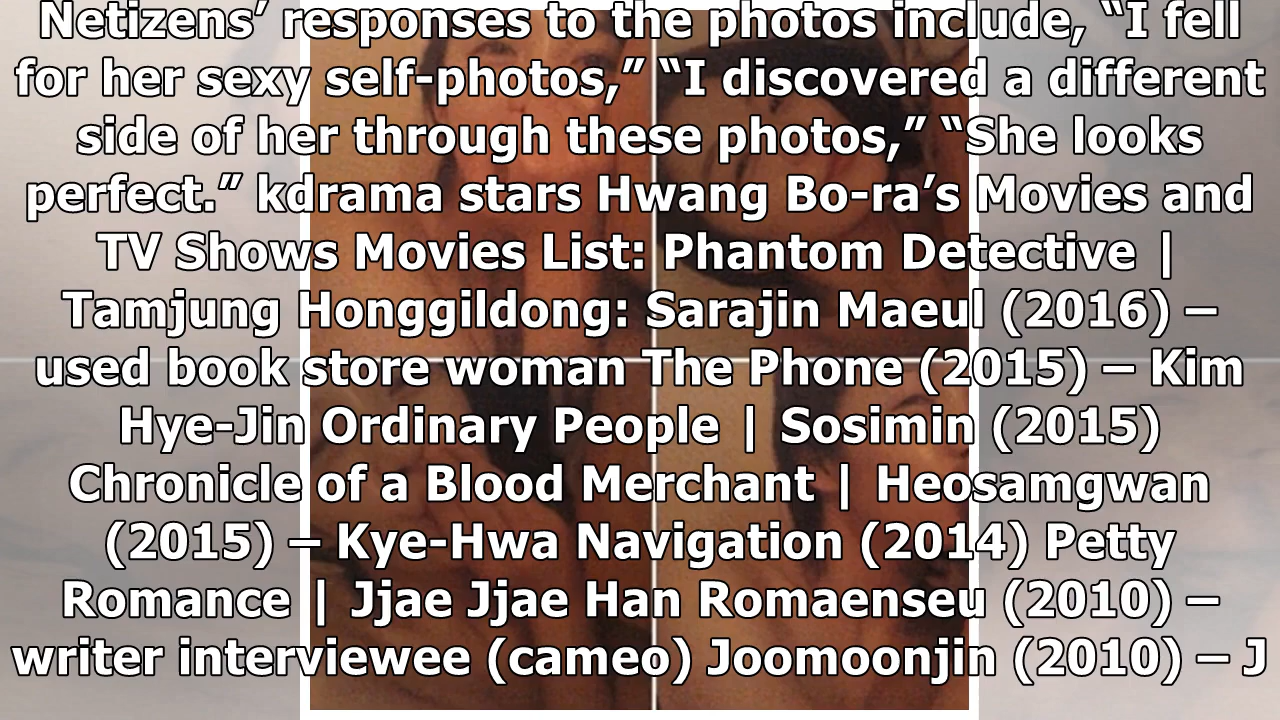 Netizens’ responses to the photos include, “I fell
for her sexy self-photos,” “I discovered a different
side of her through these photos,” “She looks
perfect.” kdrama stars Hwang Bo-ra’s Movies and
TV Shows Movies List: Phantom Detective |
Tamjung Honggildong: Sarajin Maeul (2016) –
used book store woman The Phone (2015) – Kim
Hye-Jin Ordinary People | Sosimin (2015)
Chronicle of a Blood Merchant | Heosamgwan
(2015) – Kye-Hwa Navigation (2014) Petty
Romance | Jjae Jjae Han Romaenseu (2010) –
writer interviewee (cameo) Joomoonjin (2010) – J